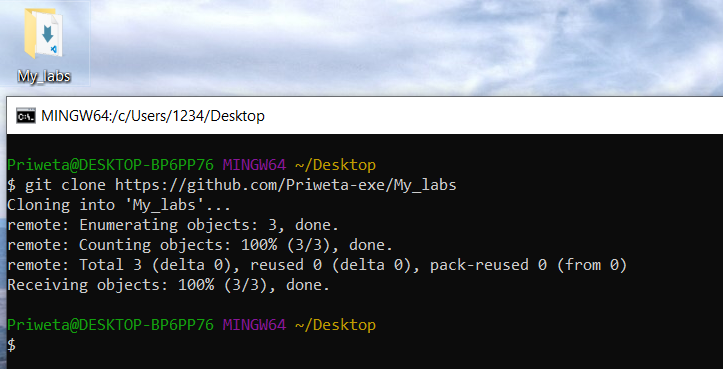 My_labs
MINGW64:/c/Users/1234/Desktop
Priweta@DESKTOP-BP6PP76 MINGW64 ~/Desktop
$ git clone https://github.com/Priweta-exe/My_labs
Cloning into 'My_labs'...
remote: Enumerating objects: 3, done.
remote: Counting objects: 100% (3/3), done.
remote: Total 3 (delta 0), reused 0 (delta 0), pack-reused 0 (from 0)
Receiving objects: 100% (3/3), done.
Priweta@DESKTOP-BP6PP76 MINGW64 ~/Desktop
$